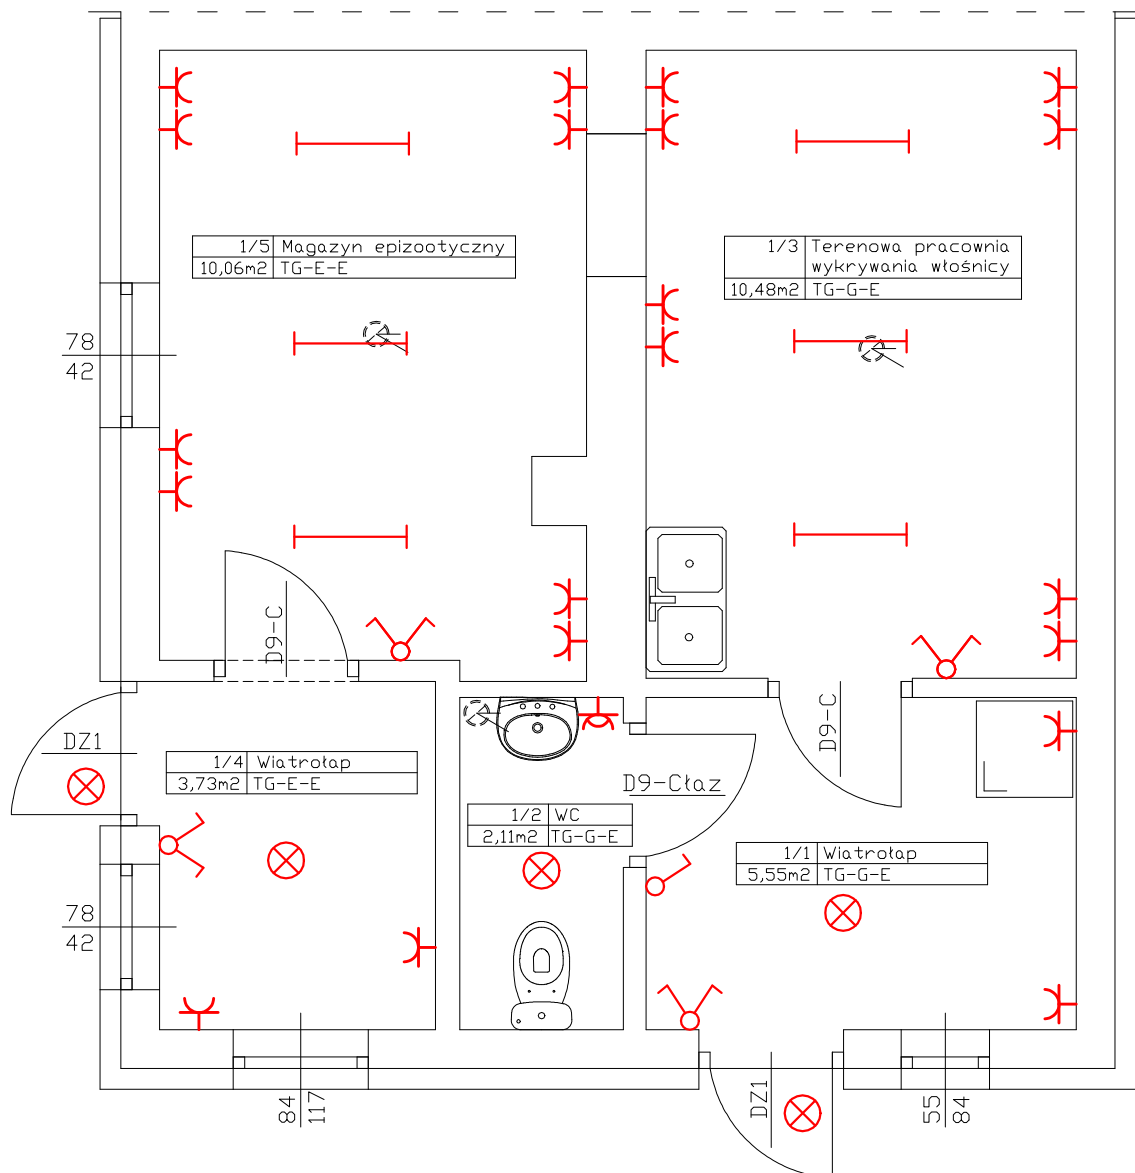 1/5 Magazyn epizootyczny
10,06m2 TG-E-E
1/3 Terenowa pracownia
wykrywania włośnicy
10,48m2 TG-G-E
78
42
D9-C
DZ1
1/4 Wiatrołap
3,73m2 TG-E-E
D9-C
D9-Cłaz
1/2 WC
2,11m2 TG-G-E
1/1 Wiatrołap
5,55m2 TG-G-E
78
42
84
117
DZ1
55
84